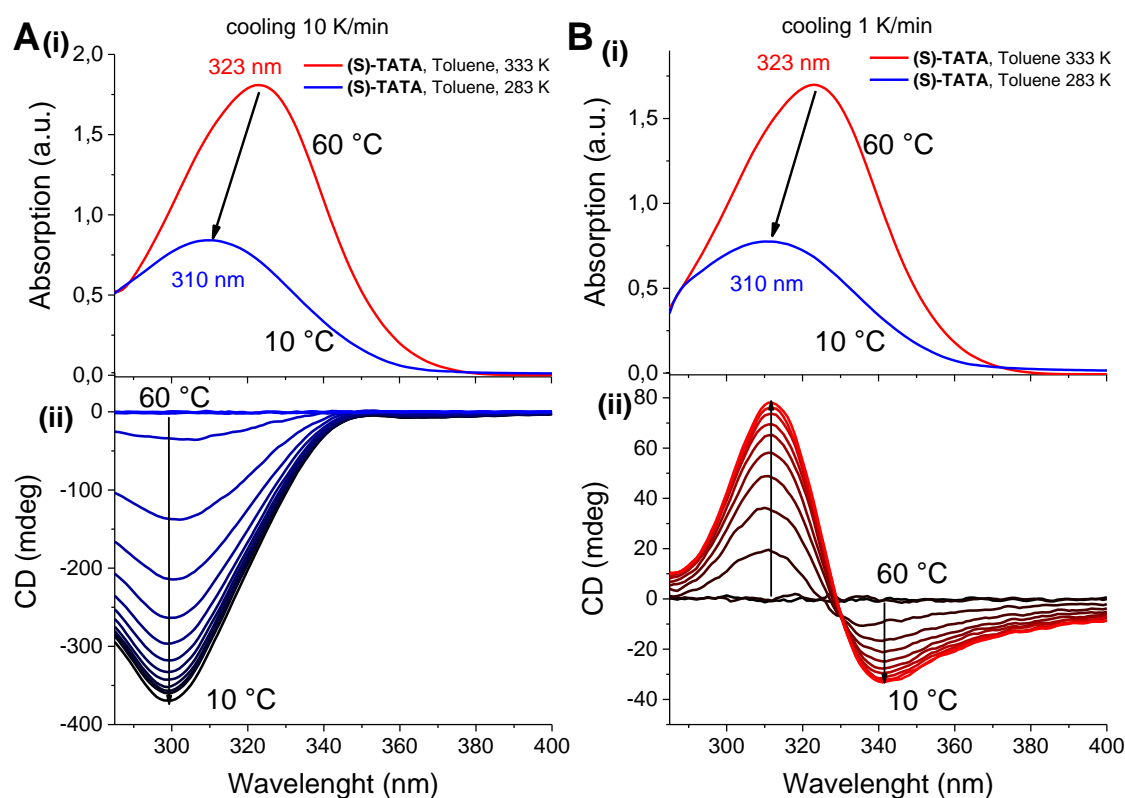 A (i)
cooling 10 K/min
323 nm
(S)-TATA, Toluene, 333 K
(S)-TATA, Toluene, 283 K
60 °C
310 nm
10 °C
Absorption (a.u.)
2,0
1,5
1,0
0,5
0,0
(ii)
60 °C
10 °C
CD (mdeg)
0
-100
-200
-300
-400
300 320 340 360 380 400
Wavelenght (nm)
B (i)
cooling 1 K/min
323 nm
(S)-TATA, Toluene, 333 K
(S)-TATA, Toluene 283 K
60 °C
310 nm
10 °C
Absorption (a.u.)
1,5
1,0
0,5
0,0
(ii)
60 °C
10 °C
CD (mdeg)
80
60
40
20
0
-20
-40
300 320 340 360 380 400
Wavelenght (nm)